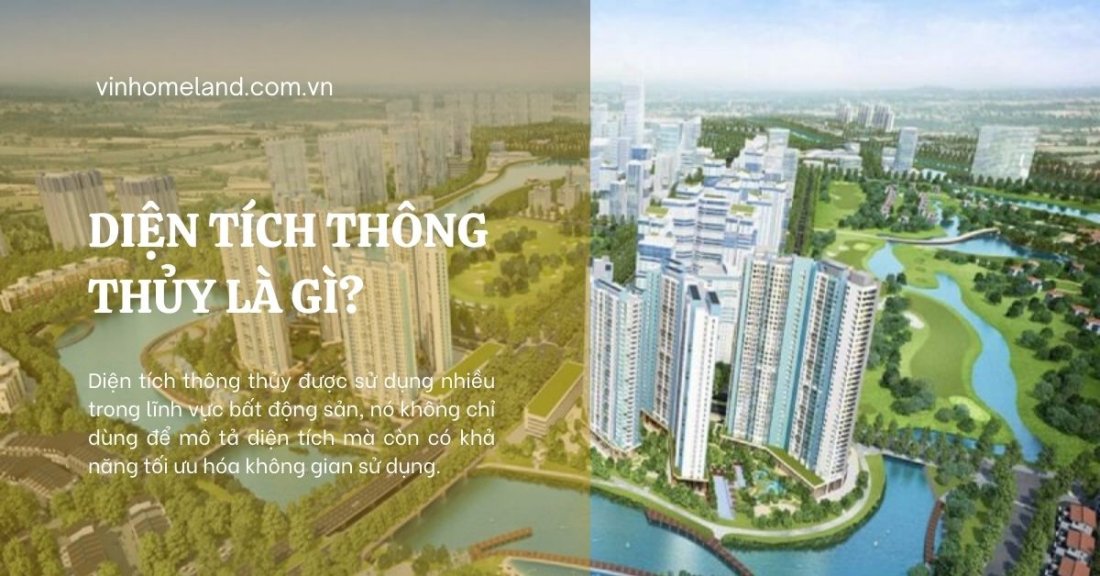 vinhomeland.com.vn
DIỆN TÍCH THÔNG
THỦY LÀ GÌ?
Diện tích thông thủy được sử dụng nhiều
trong lĩnh vực bất động sản, nó không chỉ
dùng để mô tả diện tích mà còn có khả
năng tối ưu hóa không gian sử dụng.